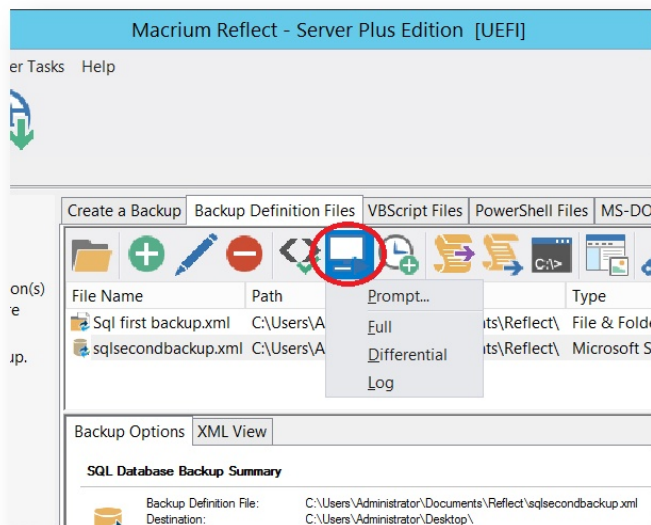 Macrium Reflect - Server Plus Edition [UEFI]
er Tasks Help
Create a Backup Backup Definition Files VBScript Files PowerShell Files MS-DO
C:\>
on(s)
e
up.
File Name Path Type
Prompt...
Sql first backup.xml C:\Users\A ts\Reflect\ File & Folde
Full
sqlsecondbackup.xml C:\Users\A ts\Reflect\ Microsoft S
Differential
Log
Backup Options XML View
SQL Database Backup Summary
Backup Definition File: C:\Users\Administrator\Documents\Reflect\sqlsecondbackup.xml
Destination: C:\Users\Administrator\Desktop\